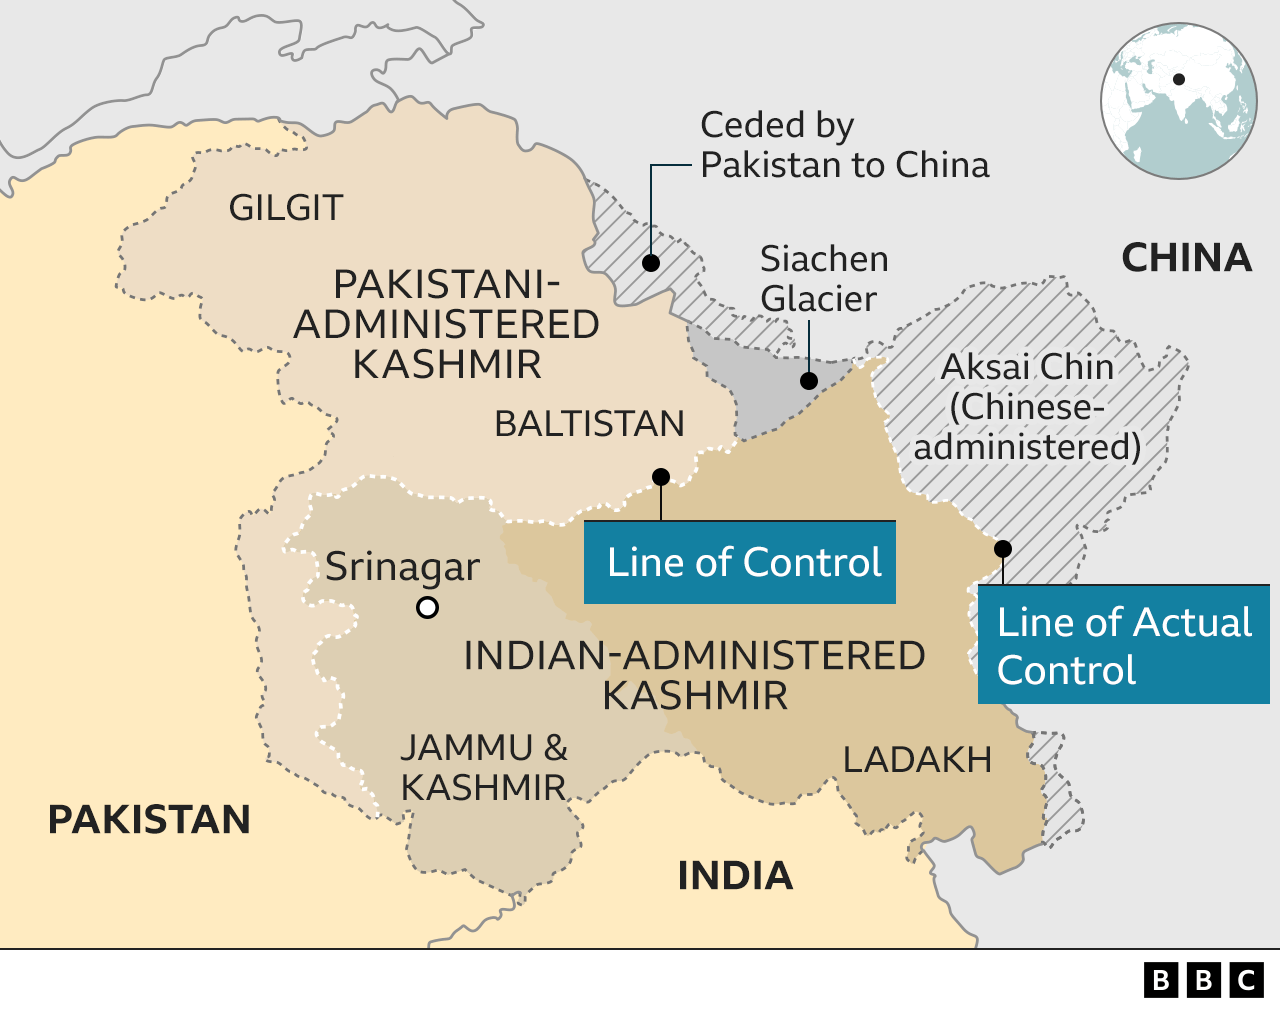 Ceded by
Pakistan to China
GILGIT
CHINA
Siachen
Glacier
PAKISTANI-
ADMINISTERED
KASHMIR
Aksai Chin
(Chinese-
administered)
BALTISTAN
Line of Control
Srinagar
Line of Actual
Control
INDIAN-ADMINISTERED
KASHMIR
JAMMU &
KASHMIR
LADAKH
PAKISTAN
INDIA
BBC